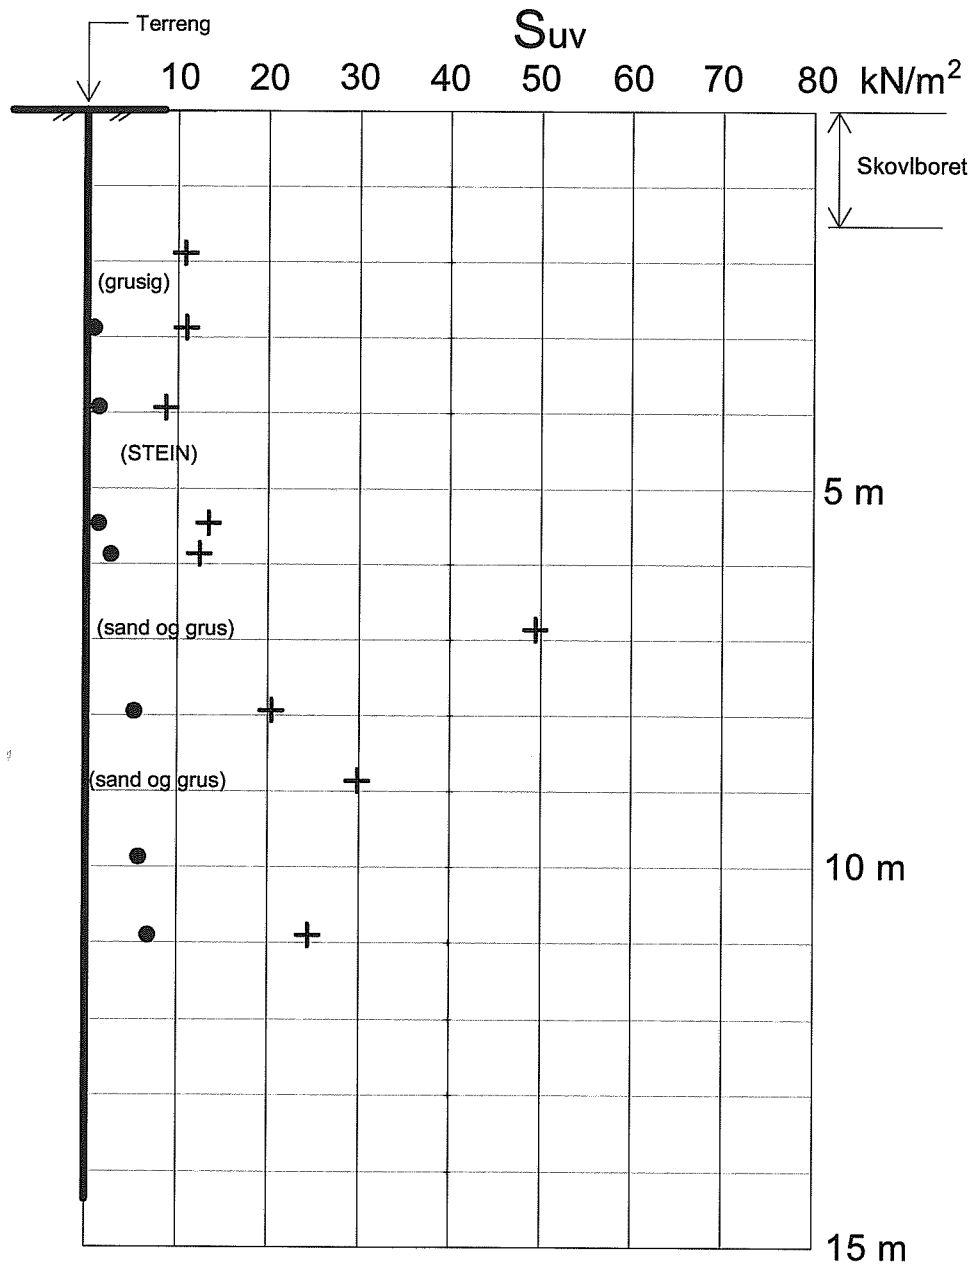 Terreng
Suv
10 20 30 40 50 60 70 80 kN/m²
Skovlboret
(grusig)
(STEIN)
5 m
(sand og grus)
(sand og grus)
10 m
15 m